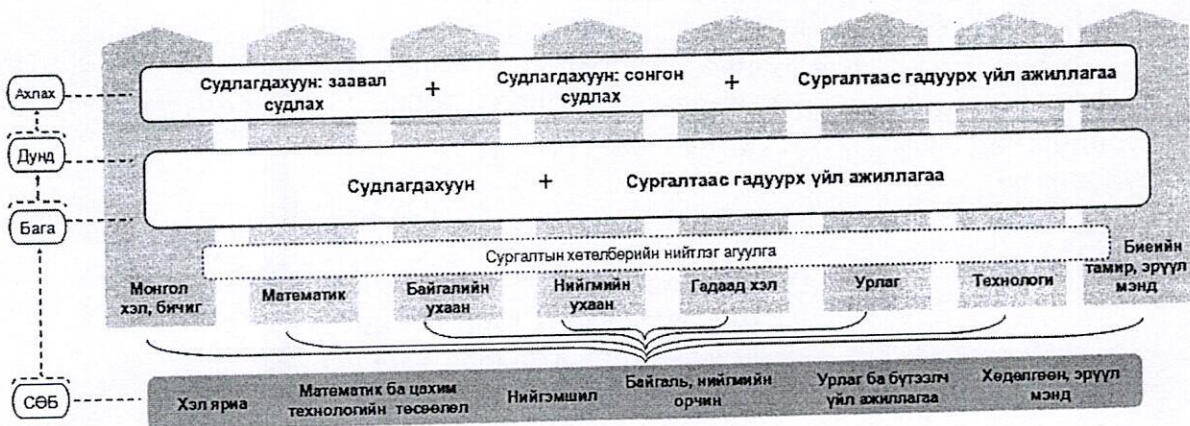 Ахлах
Судлагдахуун: заавал
судлах
+
Судлагдахуун: сонгон
судлах
+
Сургалтаас гадуурх үйл ажиллагаа
Дунд
Судлагдахуун
+
Сургалтаас гадуурх үйл ажиллагаа
Бага
Сургалтын хөтөлбөрийн нийтлэг агуулга
Монгол
хэл, бичиг
Математик
Байгалийн
ухаан
Нийгмийн
ухаан
Гадаад хэл
Урлаг
Технологи
Биеийн
тамир, эрүүл
мэнд
СӨБ
Хэл яриа
Математик ба цахим
технологийн төсөөлөл
Нийгэмшил
Байгаль, нийгмийн
орчин
Урлаг ба бүтээлч
үйл ажиллагаа
Хөдөлгөөн, эрүүл
мэнд